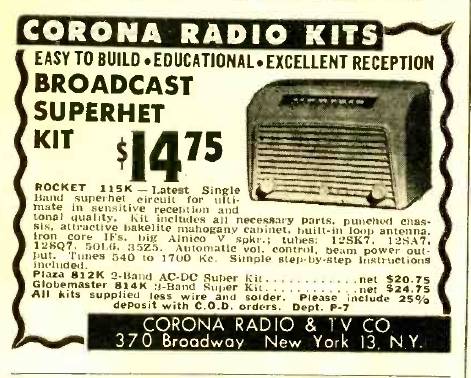 CORONA RADIO KITS
EASY TO BUILD • EDUCATIONAL • EXCELLENT RECEPTION
BROADCAST
SUPERHET
KIT $14.75
ROCKET 115K — Latest Single
Band superhet circuit for ulti-
mate in sensitive reception and
tonal quality. Kit includes all necessary parts, punched chas-
sis, attractive bakelite mahogany cabinet, built-in loop antenna,
iron core IF's, big Alnico V spkr.; tubes: 12SK7, 12SA7,
12SQ7, 50L6, 35Z5. Automatic vol. control, beam power out-
put. Tunes 540 to 1700 Kc. Simple step-by-step instructions
included.
Plaza 812K 2-Band AC-DC Super Kit............net $20.75
Globemaster 814K 3-Band Super Kit............net $24.75
All kits supplied less wire and solder. Please include 25%
deposit with C.O.D. orders. Dept. P-7
CORONA RADIO & TV CO.
370 Broadway New York 13, N.Y.